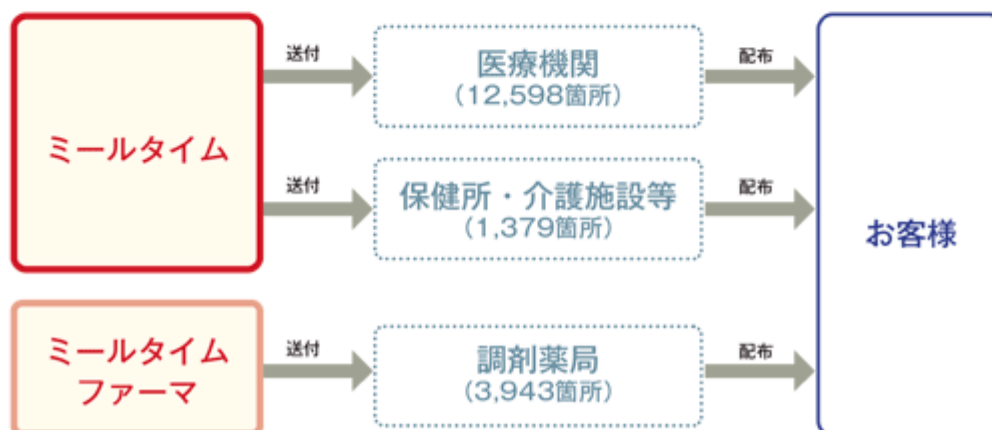 ミールタイム
送付
医療機関
(12,598箇所)
配布
送付
保健所・介護施設等
(1,379箇所)
配布
お客様
ミールタイム
ファーマ
送付
調剤薬局
(3,943箇所)
配布